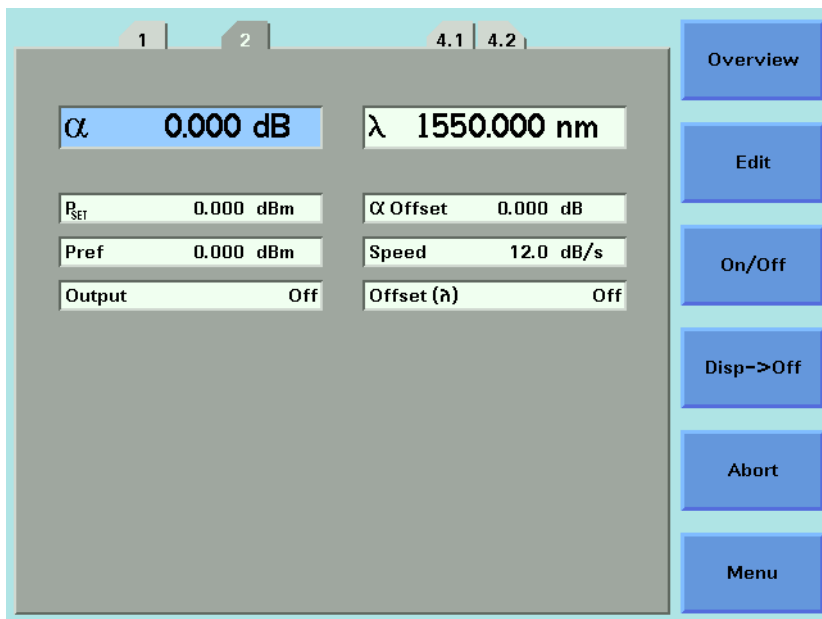 1 2 4.1 4.2
α 0.000 dB
λ 1550.000 nm
PSET 0.000 dBm
α Offset 0.000 dB
Pref 0.000 dBm
Speed 12.0 dB/s
Output Off
Offset (λ) Off
Overview
Edit
On/Off
Disp->Off
Abort
Menu